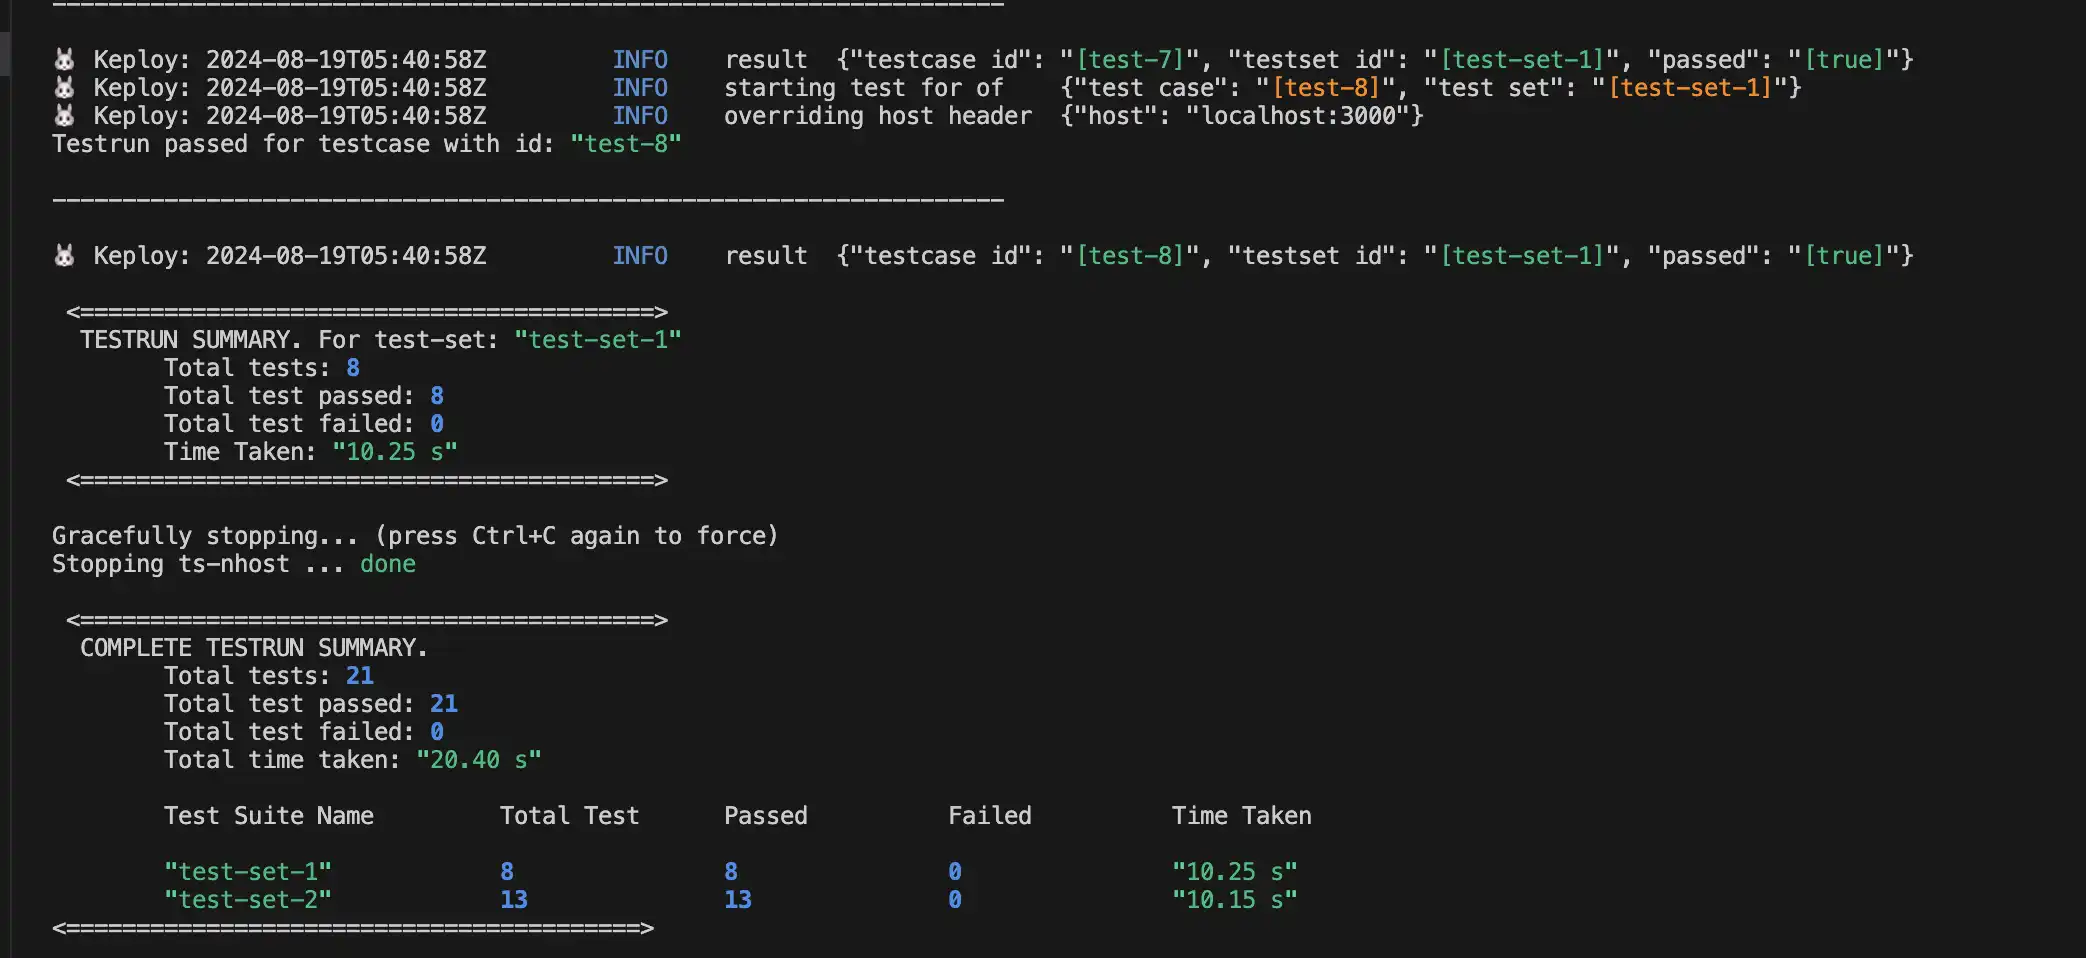 --------------------------------------------------------------------
🐰 Keploy: 2024-08-19T05:40:58Z         INFO    result  {"testcase id": "[test-7]", "testset id": "[test-set-1]", "passed": "[true]"}
🐰 Keploy: 2024-08-19T05:40:58Z         INFO    starting test for of    {"test case": "[test-8]", "test set": "[test-set-1]"}
🐰 Keploy: 2024-08-19T05:40:58Z         INFO    overriding host header  {"host": "localhost:3000"}
Testrun passed for testcase with id: "test-8"
--------------------------------------------------------------------
🐰 Keploy: 2024-08-19T05:40:58Z         INFO    result  {"testcase id": "[test-8]", "testset id": "[test-set-1]", "passed": "[true]"}
<=========================================>
TESTRUN SUMMARY. For test-set: "test-set-1"
Total tests: 8
Total test passed: 8
Total test failed: 0
Time Taken: "10.25 s"
<=========================================>
Gracefully stopping... (press Ctrl+C again to force)
Stopping ts-nhost ... done
<=========================================>
COMPLETE TESTRUN SUMMARY.
Total tests: 21
Total test passed: 21
Total test failed: 0
Total time taken: "20.40 s"
Test Suite Name         Total Test      Passed          Failed          Time Taken
"test-set-1"            8               8               0               "10.25 s"
"test-set-2"            13              13              0               "10.15 s"
<=========================================>